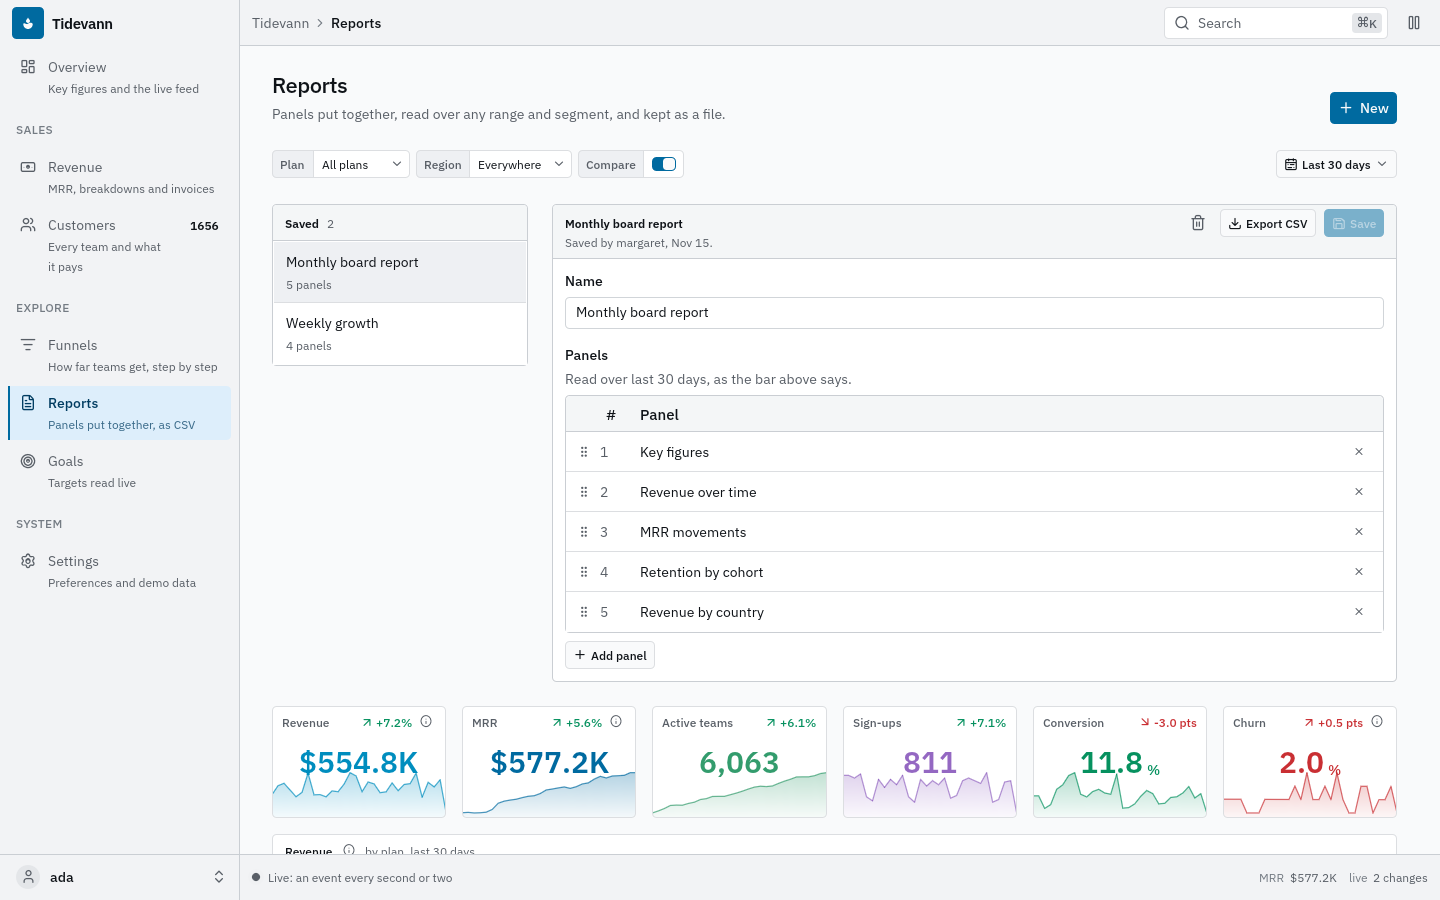 Tidevann
Overview
Key figures and the live feed
SALES
Revenue
MRR, breakdowns and invoices
Customers 1656
Every team and what
it pays
EXPLORE
Funnels
How far teams get, step by step
Reports
Panels put together, as CSV
Goals
Targets read live
SYSTEM
Settings
Preferences and demo data
ada
Tidevann > Reports
Search ⌘K
Reports
Panels put together, read over any range and segment, and kept as a file.
+ New
Plan All plans Region Everywhere Compare
Last 30 days
Saved 2
Monthly board report
5 panels
Weekly growth
4 panels
Monthly board report
Saved by margaret, Nov 15.
Export CSV Save
Name
Monthly board report
Panels
Read over last 30 days, as the bar above says.
# Panel
1 Key figures
2 Revenue over time
3 MRR movements
4 Retention by cohort
5 Revenue by country
+ Add panel
Revenue +7.2%
$554.8K
MRR +5.6%
$577.2K
Active teams +6.1%
6,063
Sign-ups +7.1%
811
Conversion -3.0 pts
11.8 %
Churn +0.5 pts
2.0 %
Revenue by plan, last 30 days
Live: an event every second or two
MRR $577.2K live 2 changes